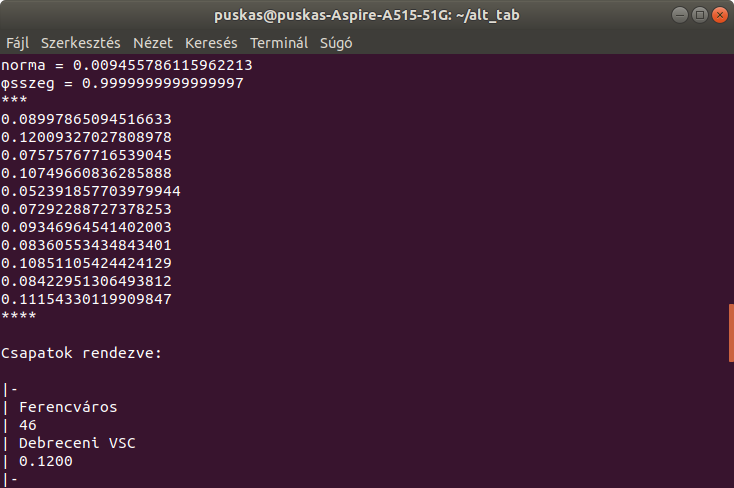 puskas@puskas-Aspire-A515-51G: ~/alt_tab
Fájl Szerkesztés Nézet Keresés Terminál Súgó
norma = 0.009455786115962213
φsszeg = 0.9999999999999997
***
0.08997865094516633
0.12009327027808978
0.07575767716539045
0.10749660836285888
0.052391857703979944
0.07292288727378253
0.09346964541402003
0.08360553434843401
0.10851105424424129
0.08422951306493812
0.11154330119909847
****
Csapatok rendezve:
|-
| Ferencváros
| 46
| Debreceni VSC
| 0.1200
|-